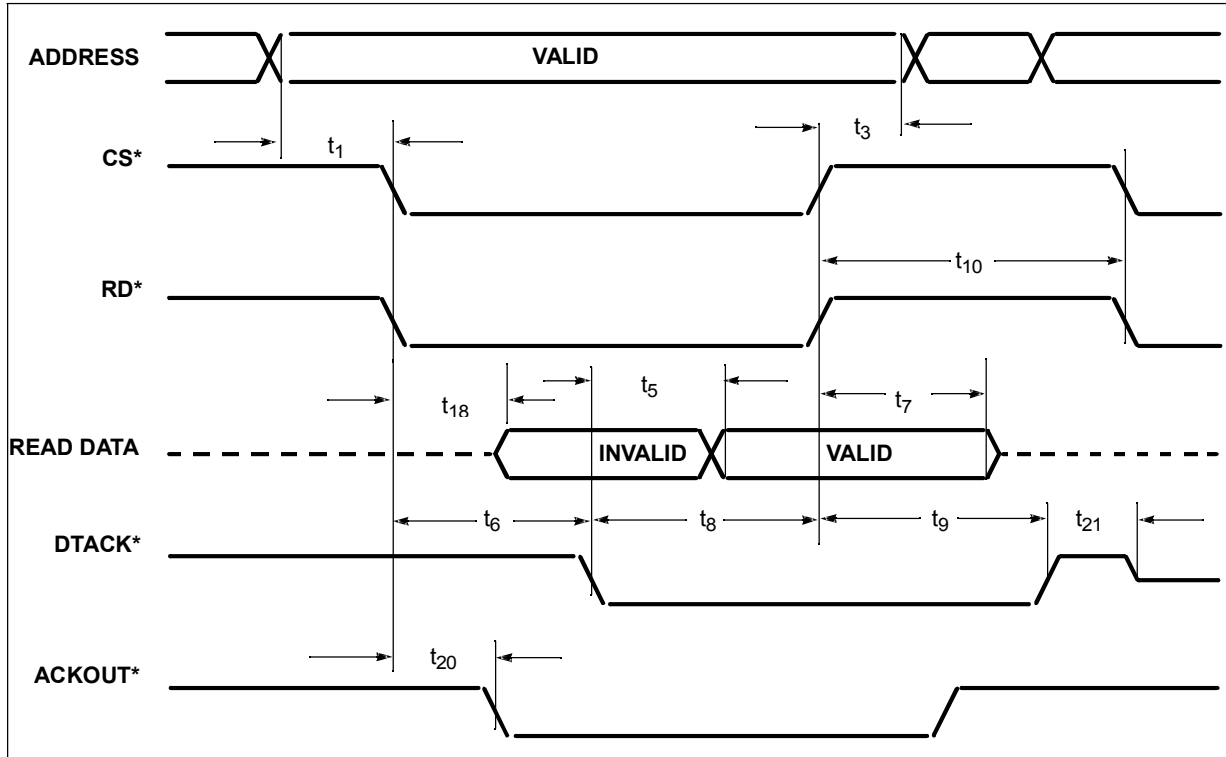 ADDRESS VALID
t3
t1
CS*
t10
RD*
t5
t18 t7
READ DATA INVALID VALID
t6 t8 t9 t21
DTACK*
t20
ACKOUT*